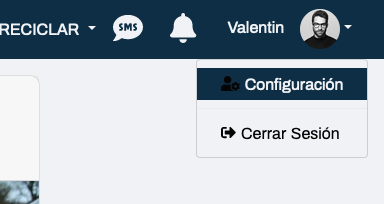 RECICLAR
SMS
Valentin
Configuración
Cerrar Sesión